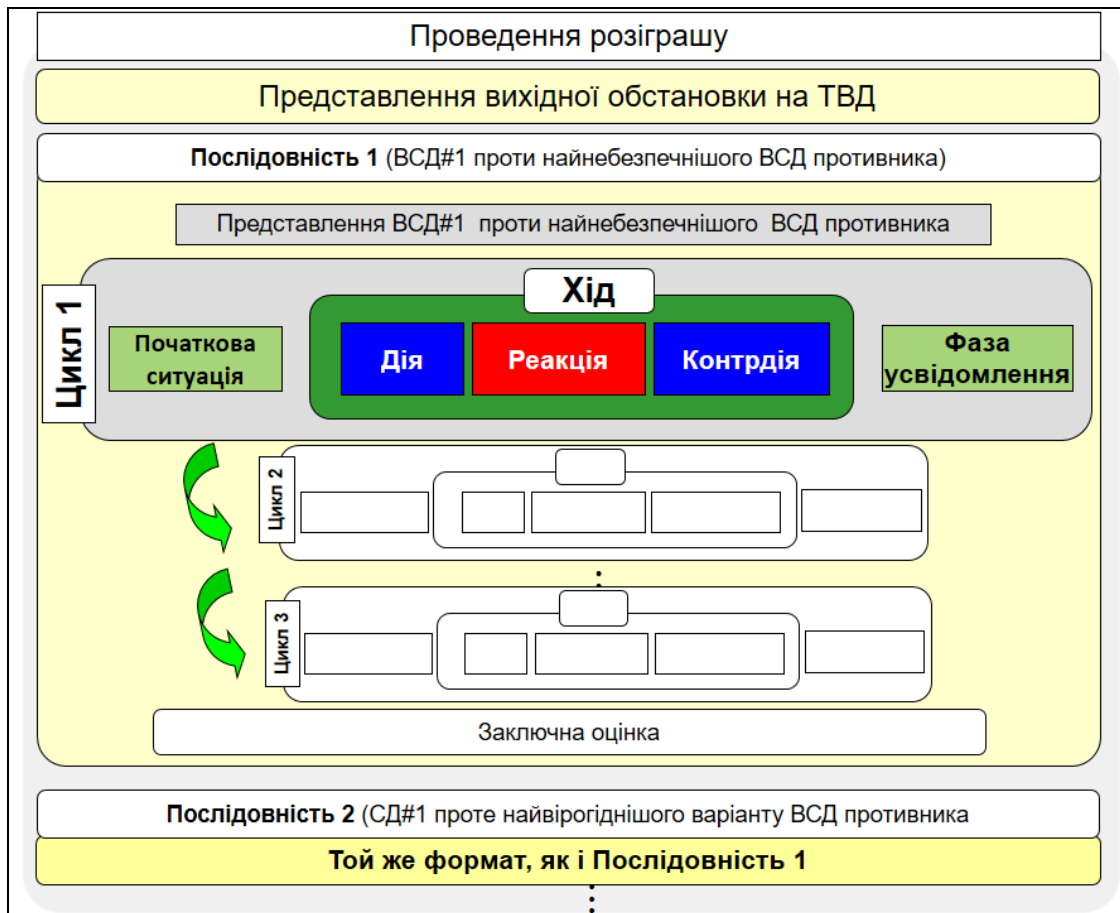 Проведення розіграшу
Представлення вихідної обстановки на ТВД
Послідовність 1 (ВСД#1 проти найнебезпечнішого ВСД противника)
Представлення ВСД#1 проти найнебезпечнішого ВСД противника
Цикл 1
Хід
Початкова
ситуація
Дія
Реакція
Контрдія
Фаза
усвідомлення
Цикл 2
Цикл 3
Заключна оцінка
Послідовність 2 (СД#1 проте найвірогіднішого варіанту ВСД противника
Той же формат, як і Послідовність 1